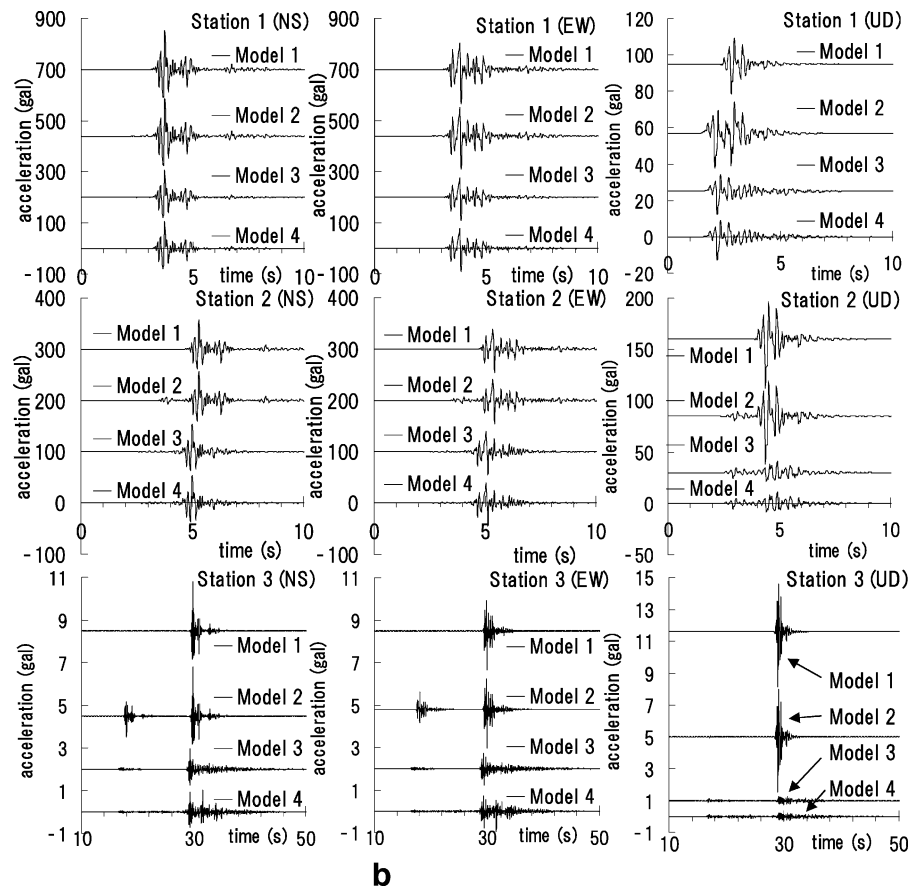 Station 1 (NS)
acceleration (gal)
900
700
500
300
100
-100
Model 1
Model 2
Model 3
Model 4
0
5
10
time (s)
Station 1 (EW)
acceleration (gal)
900
700
500
300
100
-100
Model 1
Model 2
Model 3
Model 4
0
5
10
time (s)
Station 1 (UD)
acceleration (gal)
120
100
80
60
40
20
0
-20
Model 1
Model 2
Model 3
Model 4
0
5
10
time (s)
Station 2 (NS)
acceleration (gal)
400
300
200
100
0
-100
Model 1
Model 2
Model 3
Model 4
0
5
10
time (s)
Station 2 (EW)
acceleration (gal)
400
300
200
100
0
-100
Model 1
Model 2
Model 3
Model 4
0
5
10
time (s)
Station 2 (UD)
acceleration (gal)
200
150
100
50
0
-50
Model 1
Model 2
Model 3
Model 4
0
5
10
time (s)
Station 3 (NS)
acceleration (gal)
11
9
7
5
3
1
-1
Model 1
Model 2
Model 3
Model 4
10
30
50
time (s)
Station 3 (EW)
acceleration (gal)
11
8
5
2
-1
Model 1
Model 2
Model 3
Model 4
10
30
50
time (s)
Station 3 (UD)
acceleration (gal)
15
13
11
9
7
5
3
1
-1
Model 1
Model 2
Model 3
Model 4
10
30
50
time (s)
b